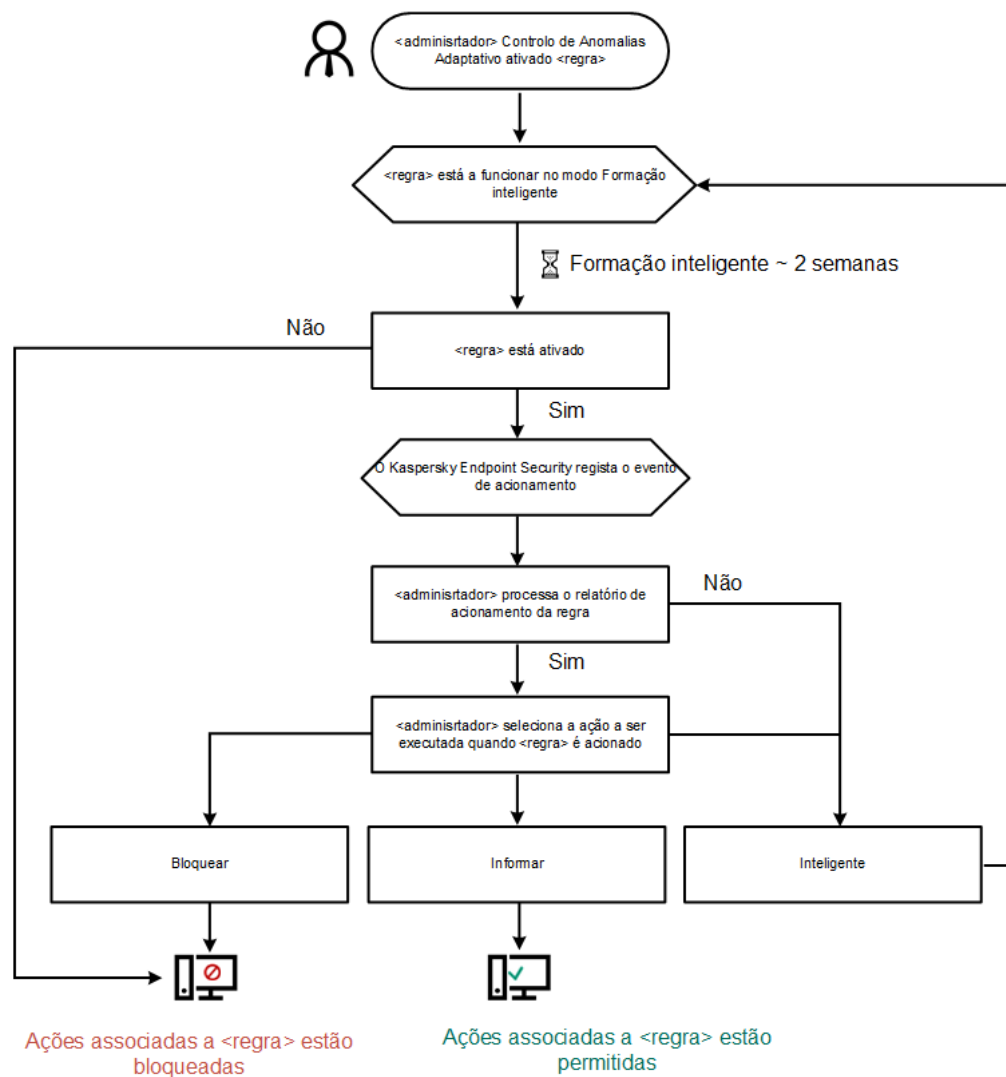 <adminisrtador> Controlo de Anomalias
Adaptativo ativado <regra>
<regra> está a funcionar no modo Formação
inteligente
Formação inteligente ~ 2 semanas
Não
<regra> está ativado
Sim
O Kaspersky Endpoint Security regista o evento
de acionamento
<adminisrtador> processa o relatório de
acionamento da regra
Não
Sim
<adminisrtador> seleciona a ação a ser
executada quando <regra> é acionado
Bloquear
Informar
Inteligente
Ações associadas a <regra> estão
bloqueadas
Ações associadas a <regra> estão
permitidas